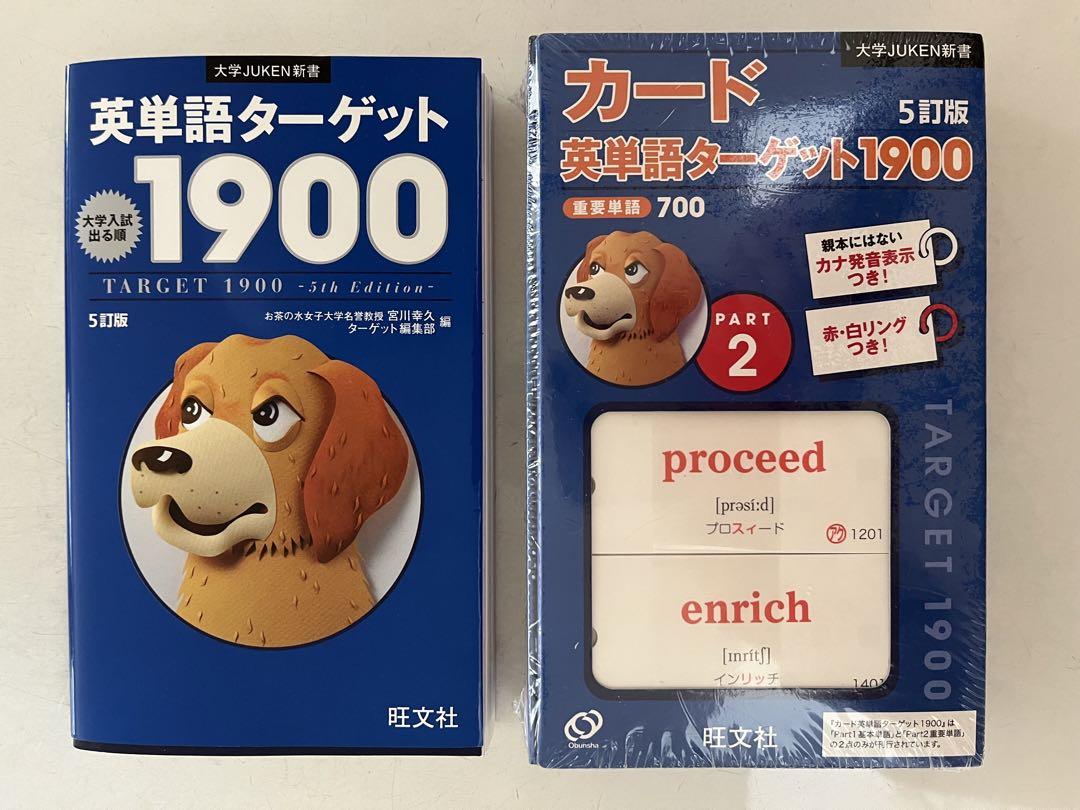 大学JUKEN新書
英単語ターゲット
1900
大学入試
出る順
TARGET 1900 -5th Edition-
5訂版
お茶の水女子大学名誉教授 宮川幸久
ターゲット編集部 編
旺文社
大学JUKEN新書
カード
5訂版
英単語ターゲット1900
重要単語 700
親本にはない
カナ発音表示
つき!
PART
2
赤・白リング
つき!
TARGET 1900
proceed
[prəsíːd]
プロスィード
アク 1201
enrich
[ɪnrítʃ]
インリッチ
1401
Obunsha
旺文社
『カード英単語ターゲット1900』は
「Part1基本単語」と「Part2重要単語」
の2点のみが刊行されています。